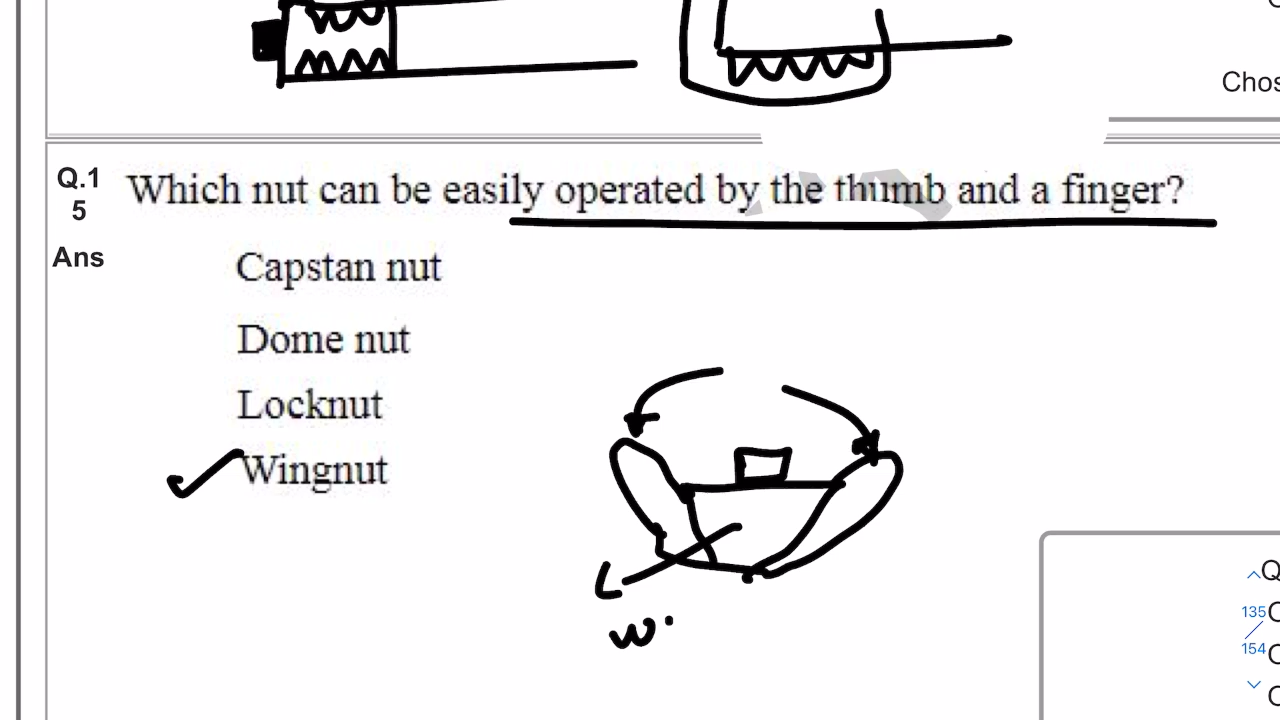 Chos
Q.1
5
Which nut can be easily operated by the thumb and a finger?
Ans
Capstan nut
Dome nut
Locknut
Wingnut
w.
Q
135
154